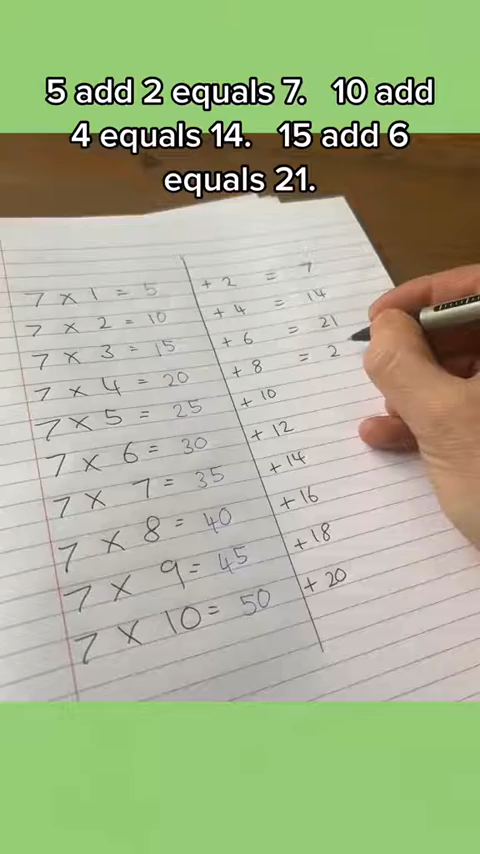 5 add 2 equals 7. 10 add
4 equals 14. 15 add 6
equals 21.
7 x 1 = 5 + 2 = 7
7 x 2 = 10 + 4 = 14
7 x 3 = 15 + 6 = 21
7 x 4 = 20 + 8 = 2
7 x 5 = 25 + 10
7 x 6 = 30 + 12
7 x 7 = 35 + 14
7 x 8 = 40 + 16
7 x 9 = 45 + 18
7 x 10 = 50 + 20